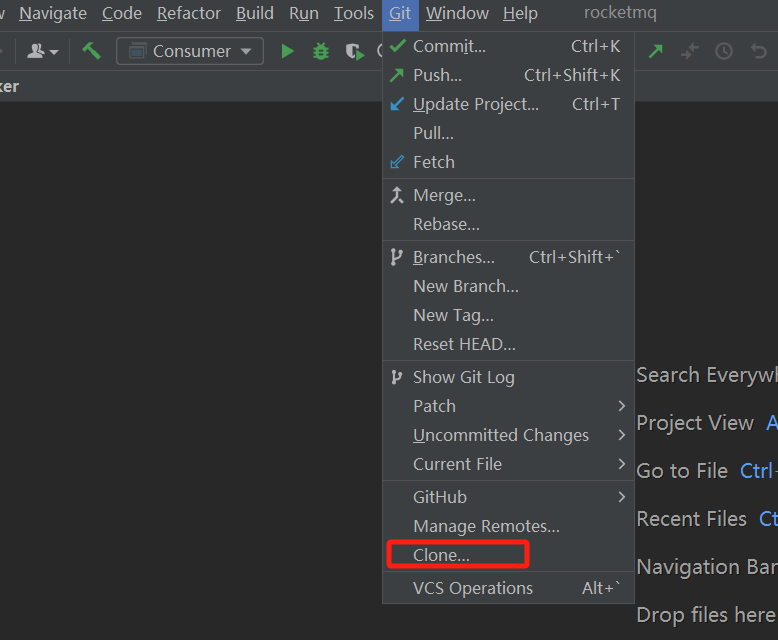 Navigate Code Refactor Build Run Tools Git Window Help rocketmq
Consumer
ker
Commit... Ctrl+K
Push... Ctrl+Shift+K
Update Project... Ctrl+T
Pull...
Fetch
Merge...
Rebase...
Branches... Ctrl+Shift+`
New Branch...
New Tag...
Reset HEAD...
Show Git Log
Patch
Uncommitted Changes
Current File
GitHub
Manage Remotes...
Clone...
VCS Operations Alt+`
Search Everywh
Project View A
Go to File Ctrl+
Recent Files Ct
Navigation Bar
Drop files here